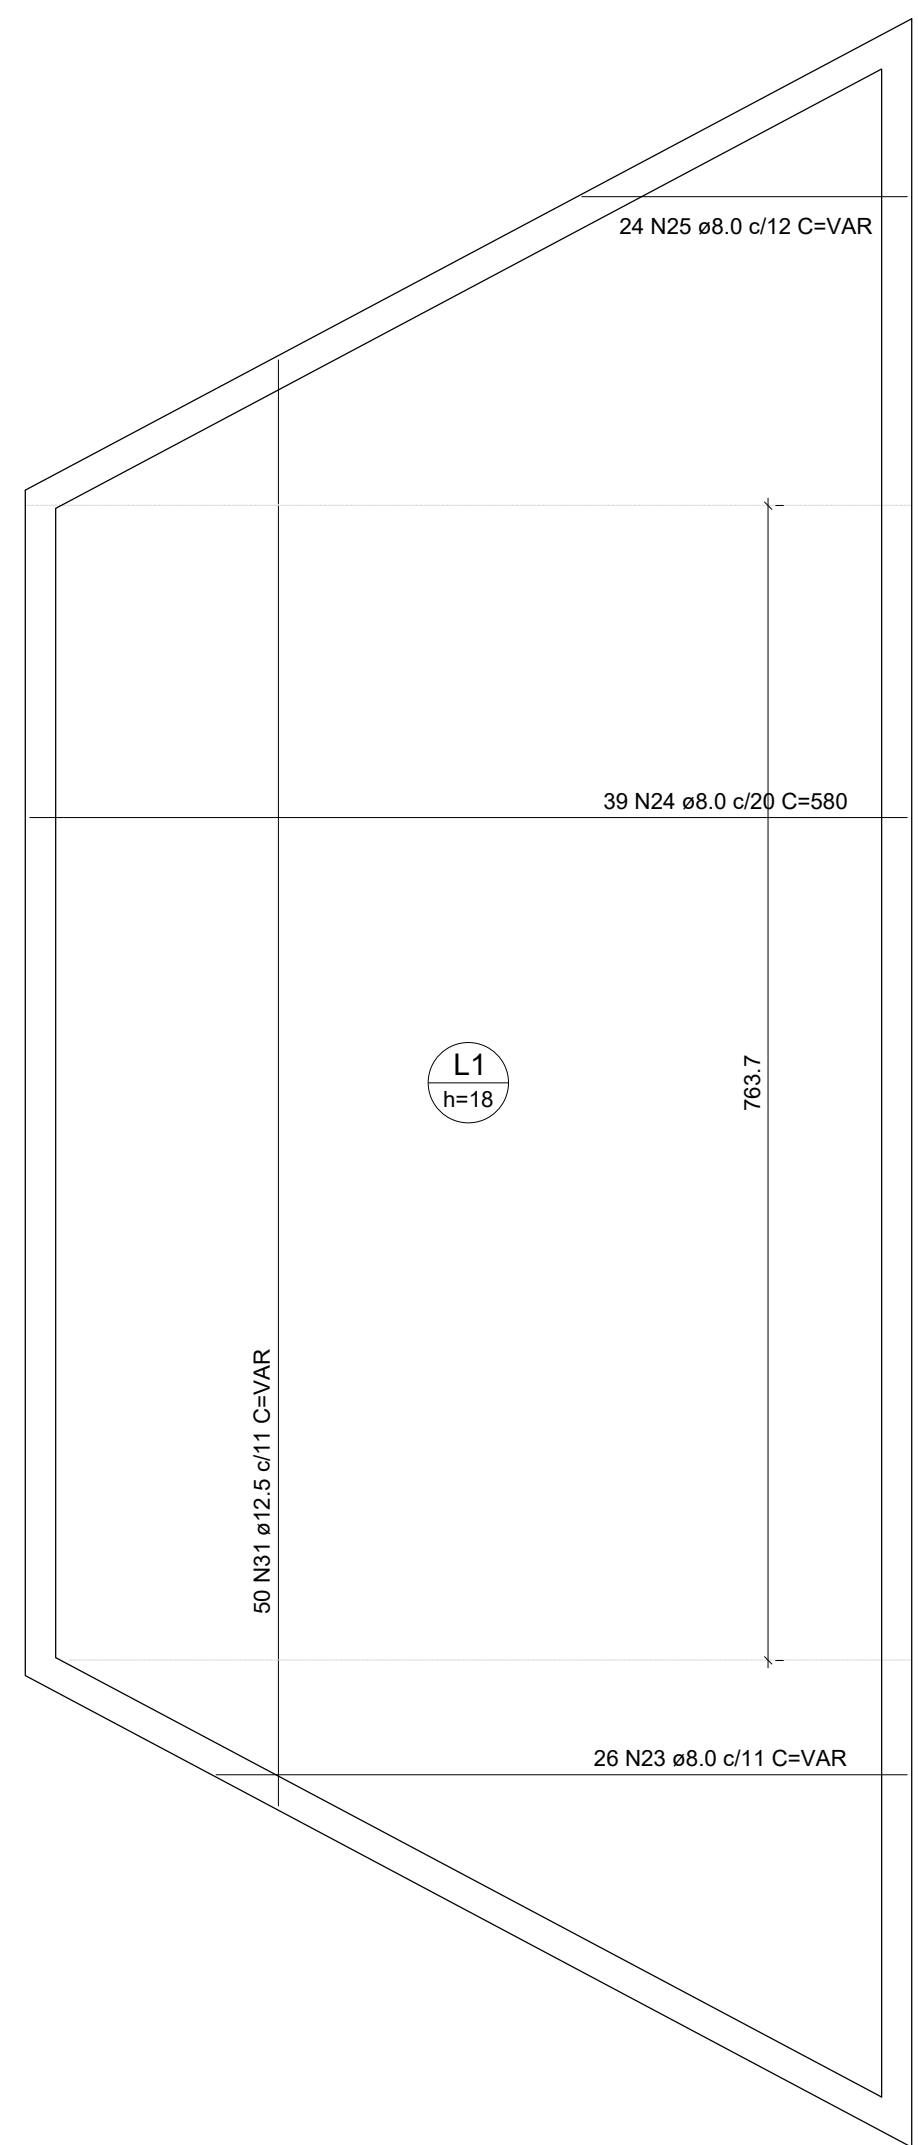 24 N25 ø8.0 c/12 C=VAR
39 N24 ø8.0 c/20 C=580
L1
h=18
763.7
50 N31 ø12.5 c/11 C=VAR
26 N23 ø8.0 c/11 C=VAR